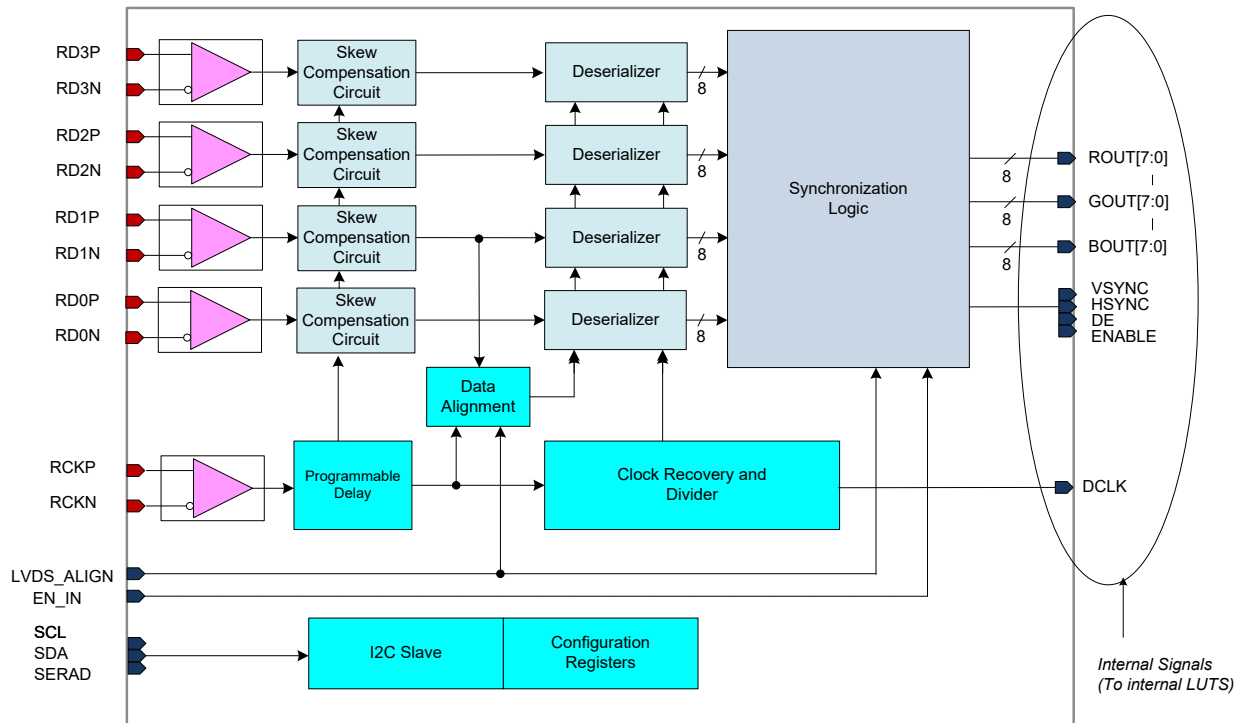 RD3P
RD3N
Skew
Compensation
Circuit
Deserializer
8
RD2P
RD2N
Skew
Compensation
Circuit
Deserializer
8
RD1P
RD1N
Skew
Compensation
Circuit
Deserializer
8
RD0P
RD0N
Skew
Compensation
Circuit
Deserializer
8
Synchronization
Logic
8
ROUT[7:0]
8
GOUT[7:0]
8
BOUT[7:0]
VSYNC
HSYNC
DE
ENABLE
Data
Alignment
RCKP
RCKN
Programmable
Delay
Clock Recovery and
Divider
DCLK
LVDS_ALIGN
EN_IN
SCL
SDA
SERAD
I2C Slave
Configuration
Registers
Internal Signals
(To internal LUTS)